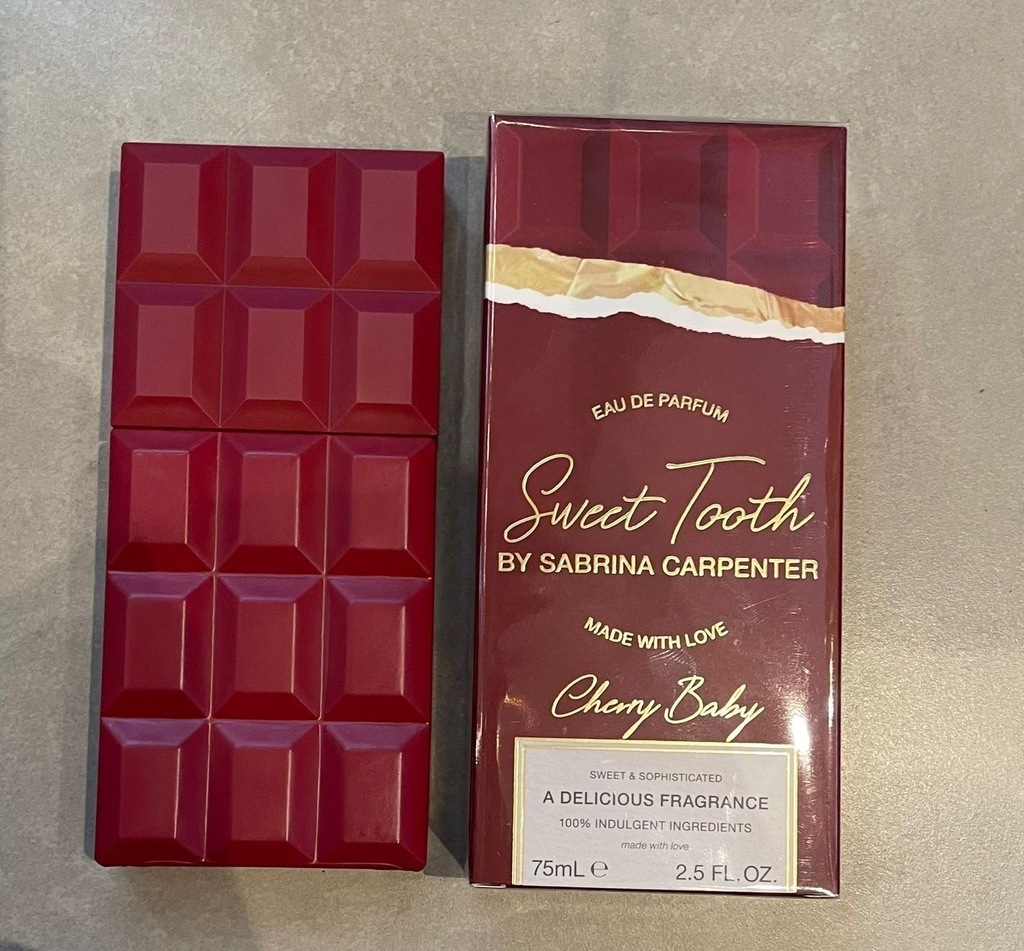 EAU DE PARFUM
Sweet Tooth
BY SABRINA CARPENTER
MADE WITH LOVE
Cherry Baby
SWEET & SOPHISTICATED
A DELICIOUS FRAGRANCE
100% INDULGENT INGREDIENTS
made with love
75mL ℮ 2.5 FL. OZ.